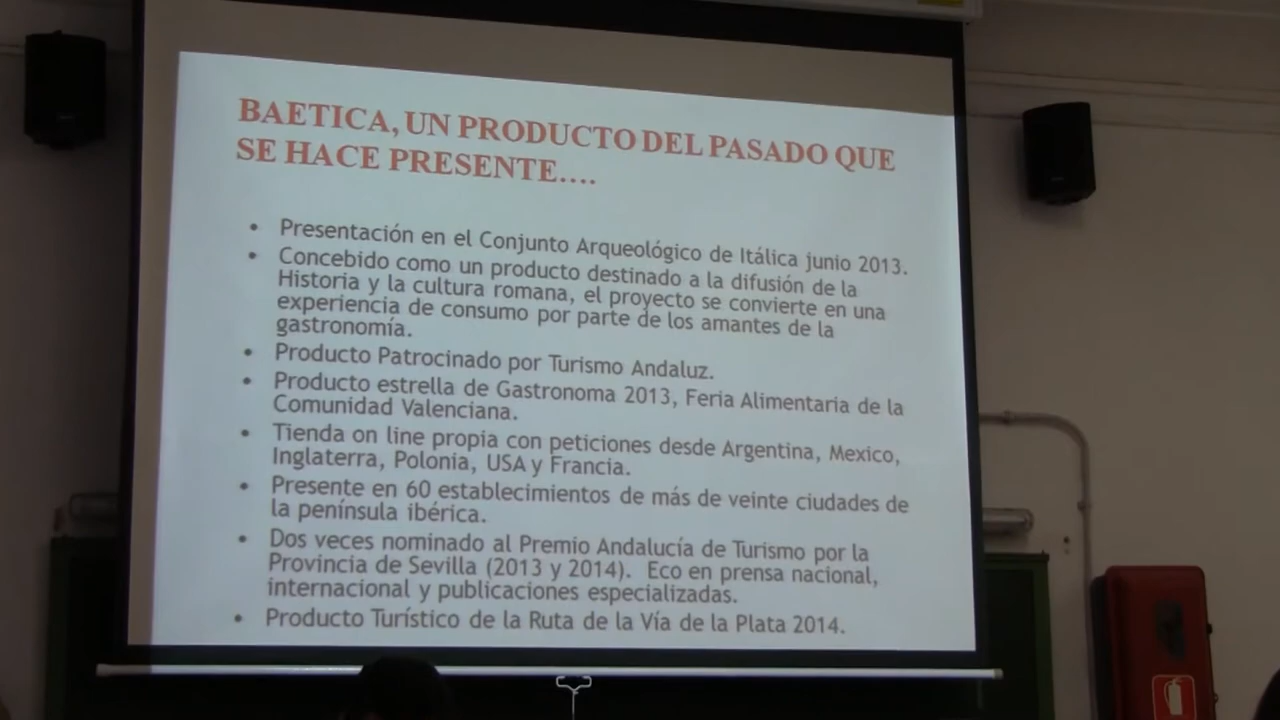 BAETICA, UN PRODUCTO DEL PASADO QUE
SE HACE PRESENTE....
• Presentación en el Conjunto Arqueológico de Itálica junio 2013.
• Concebido como un producto destinado a la difusión de la
Historia y la cultura romana, el proyecto se convierte en una
experiencia de consumo por parte de los amantes de la
gastronomía.
• Producto Patrocinado por Turismo Andaluz.
• Producto estrella de Gastronoma 2013, Feria Alimentaria de la
Comunidad Valenciana.
• Tienda on line propia con peticiones desde Argentina, Mexico,
Inglaterra, Polonia, USA y Francia.
• Presente en 60 establecimientos de más de veinte ciudades de
la península ibérica.
• Dos veces nominado al Premio Andalucía de Turismo por la
Provincia de Sevilla (2013 y 2014). Eco en prensa nacional,
internacional y publicaciones especializadas.
• Producto Turístico de la Ruta de la Vía de la Plata 2014.